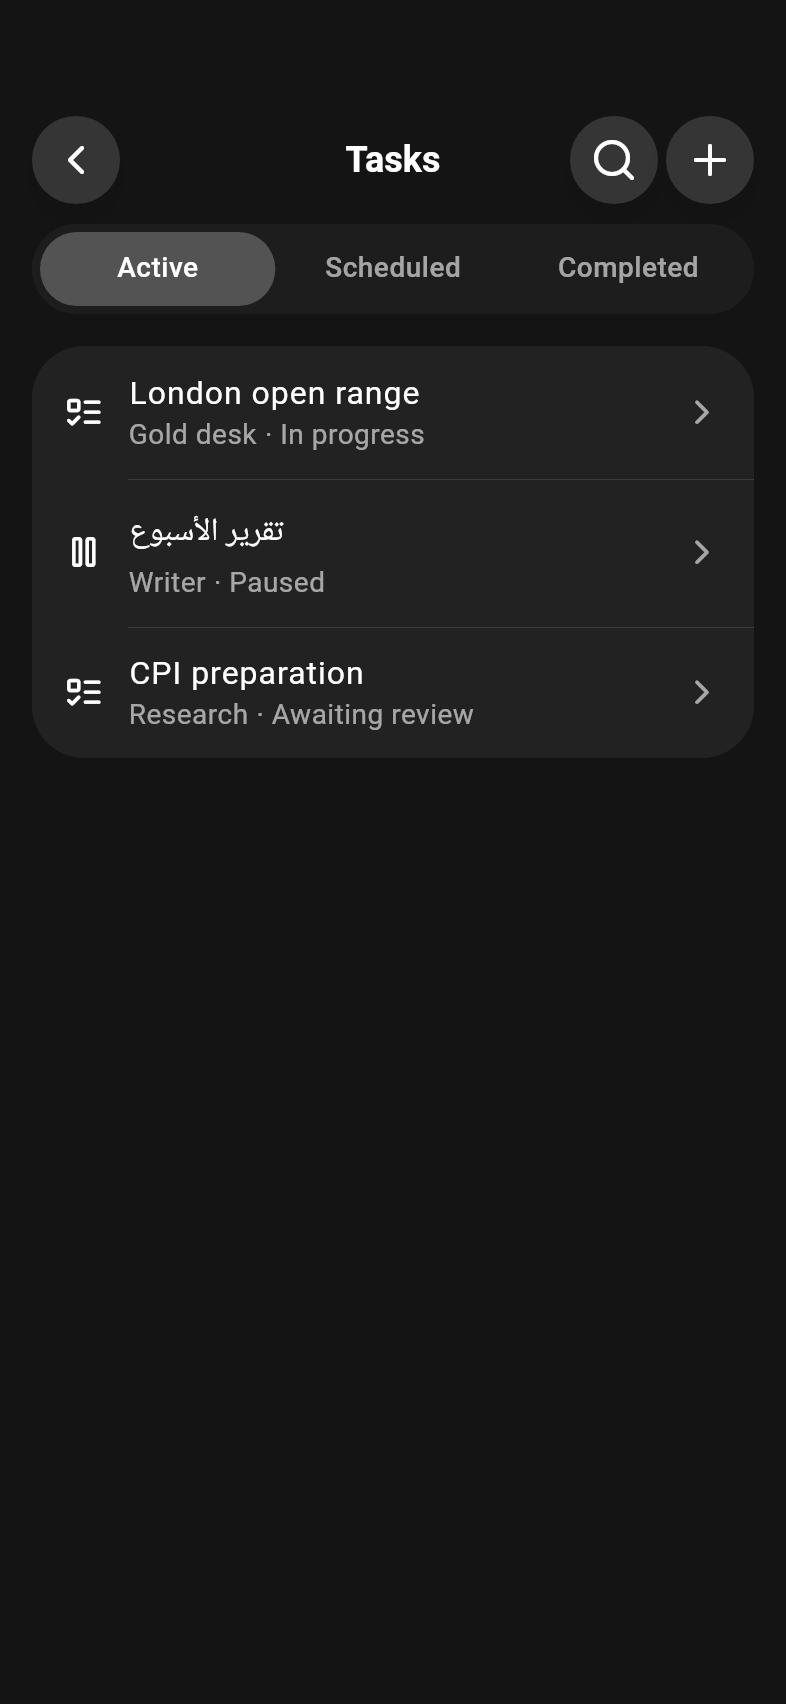 Tasks
Active Scheduled Completed
London open range
Gold desk · In progress
تقرير الأسبوع
Writer · Paused
CPI preparation
Research · Awaiting review